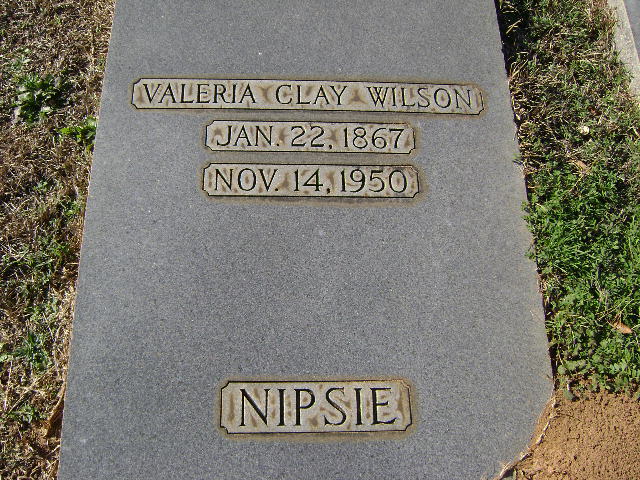 VALERIA CLAY WILSON
JAN. 22, 1867
NOV. 14, 1950
NIPSIE